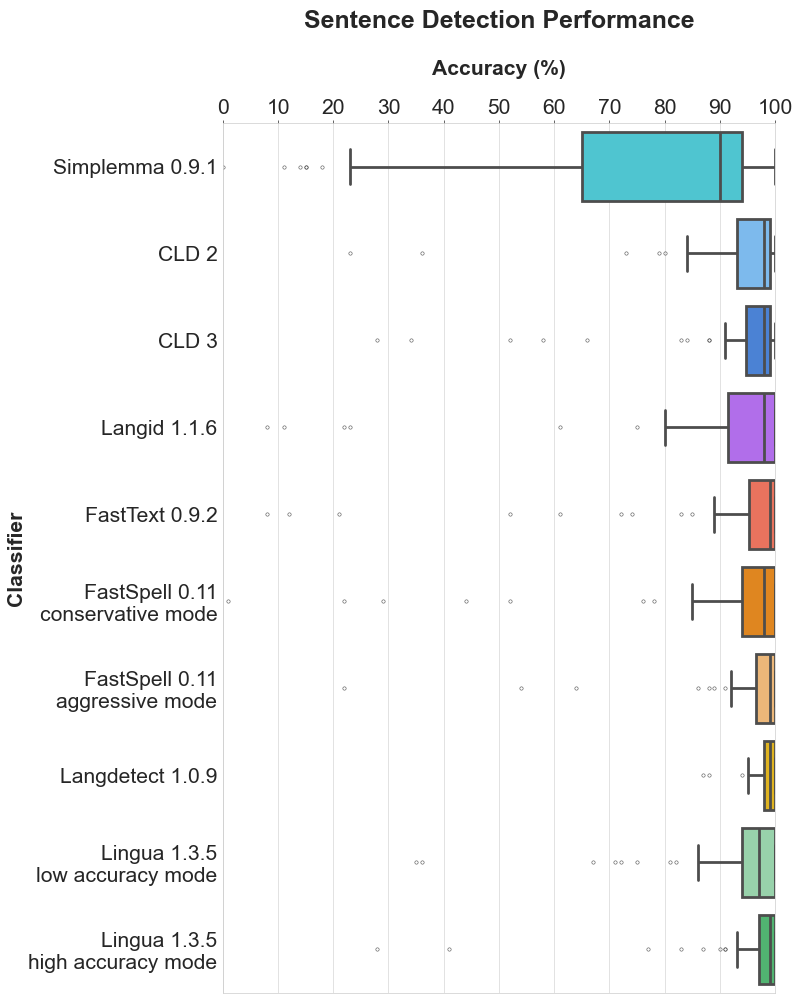 Sentence Detection Performance
Accuracy (%)
0 10 20 30 40 50 60 70 80 90 100
Simplemma 0.9.1
CLD 2
CLD 3
Langid 1.1.6
FastText 0.9.2
Classifier
FastSpell 0.11
conservative mode
FastSpell 0.11
aggressive mode
Langdetect 1.0.9
Lingua 1.3.5
low accuracy mode
Lingua 1.3.5
high accuracy mode